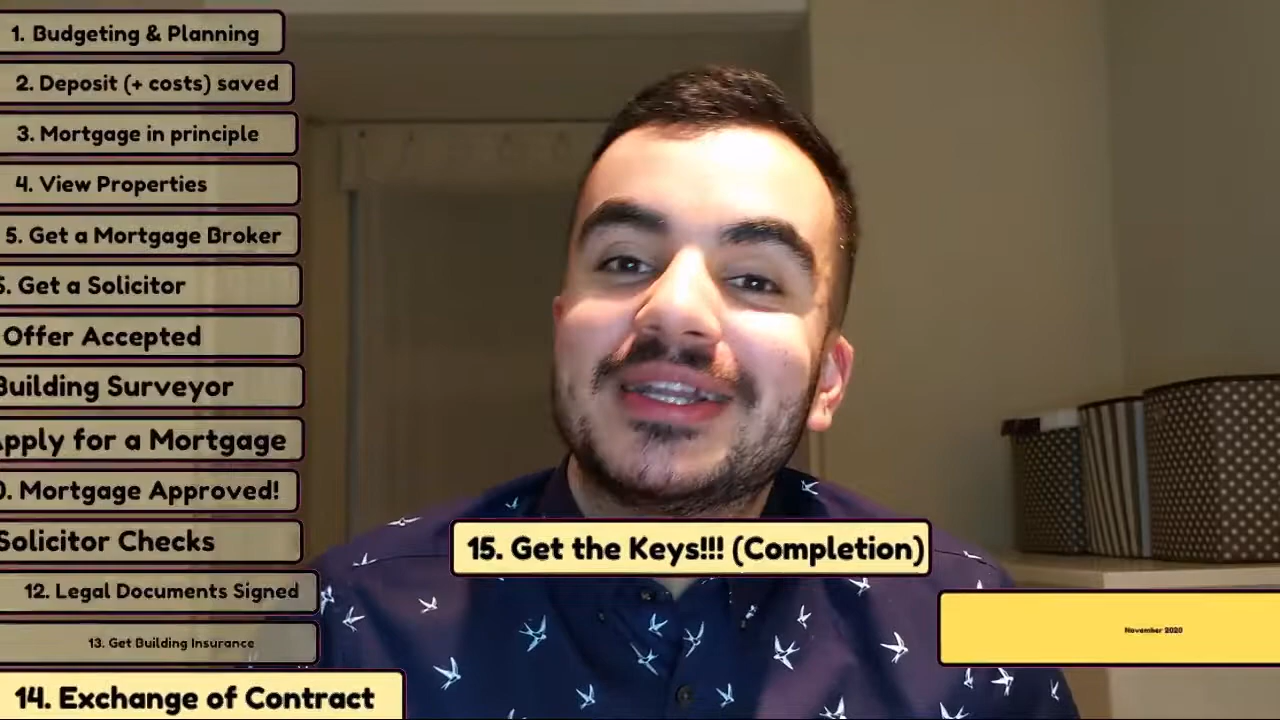 1. Budgeting & Planning
2. Deposit (+ costs) saved
3. Mortgage in principle
4. View Properties
5. Get a Mortgage Broker
. Get a Solicitor
Offer Accepted
Building Surveyor
Apply for a Mortgage
. Mortgage Approved!
Solicitor Checks
12. Legal Documents Signed
13. Get Building Insurance
14. Exchange of Contract
15. Get the Keys!!! (Completion)
November 2020